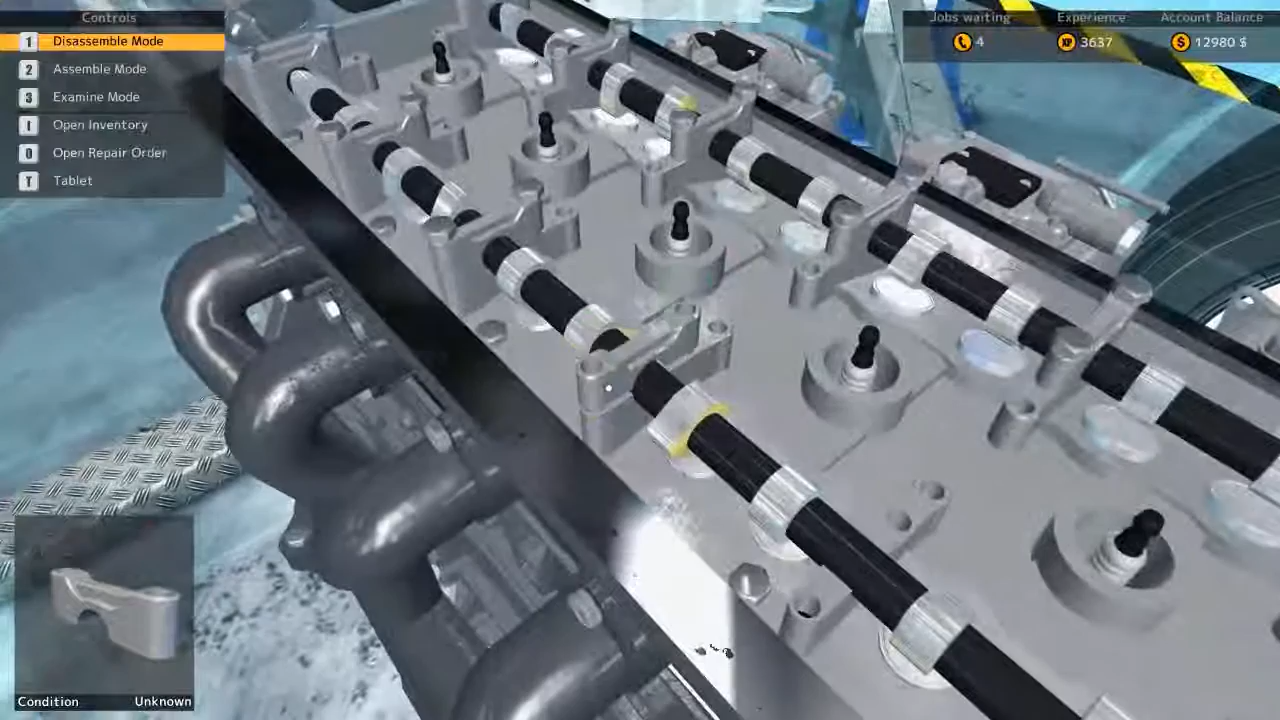 Controls
1 Disassemble Mode
2 Assemble Mode
3 Examine Mode
I Open Inventory
O Open Repair Order
T Tablet
Jobs waiting Experience Account Balance
4 XP 3637 $ 12980 $
Condition Unknown